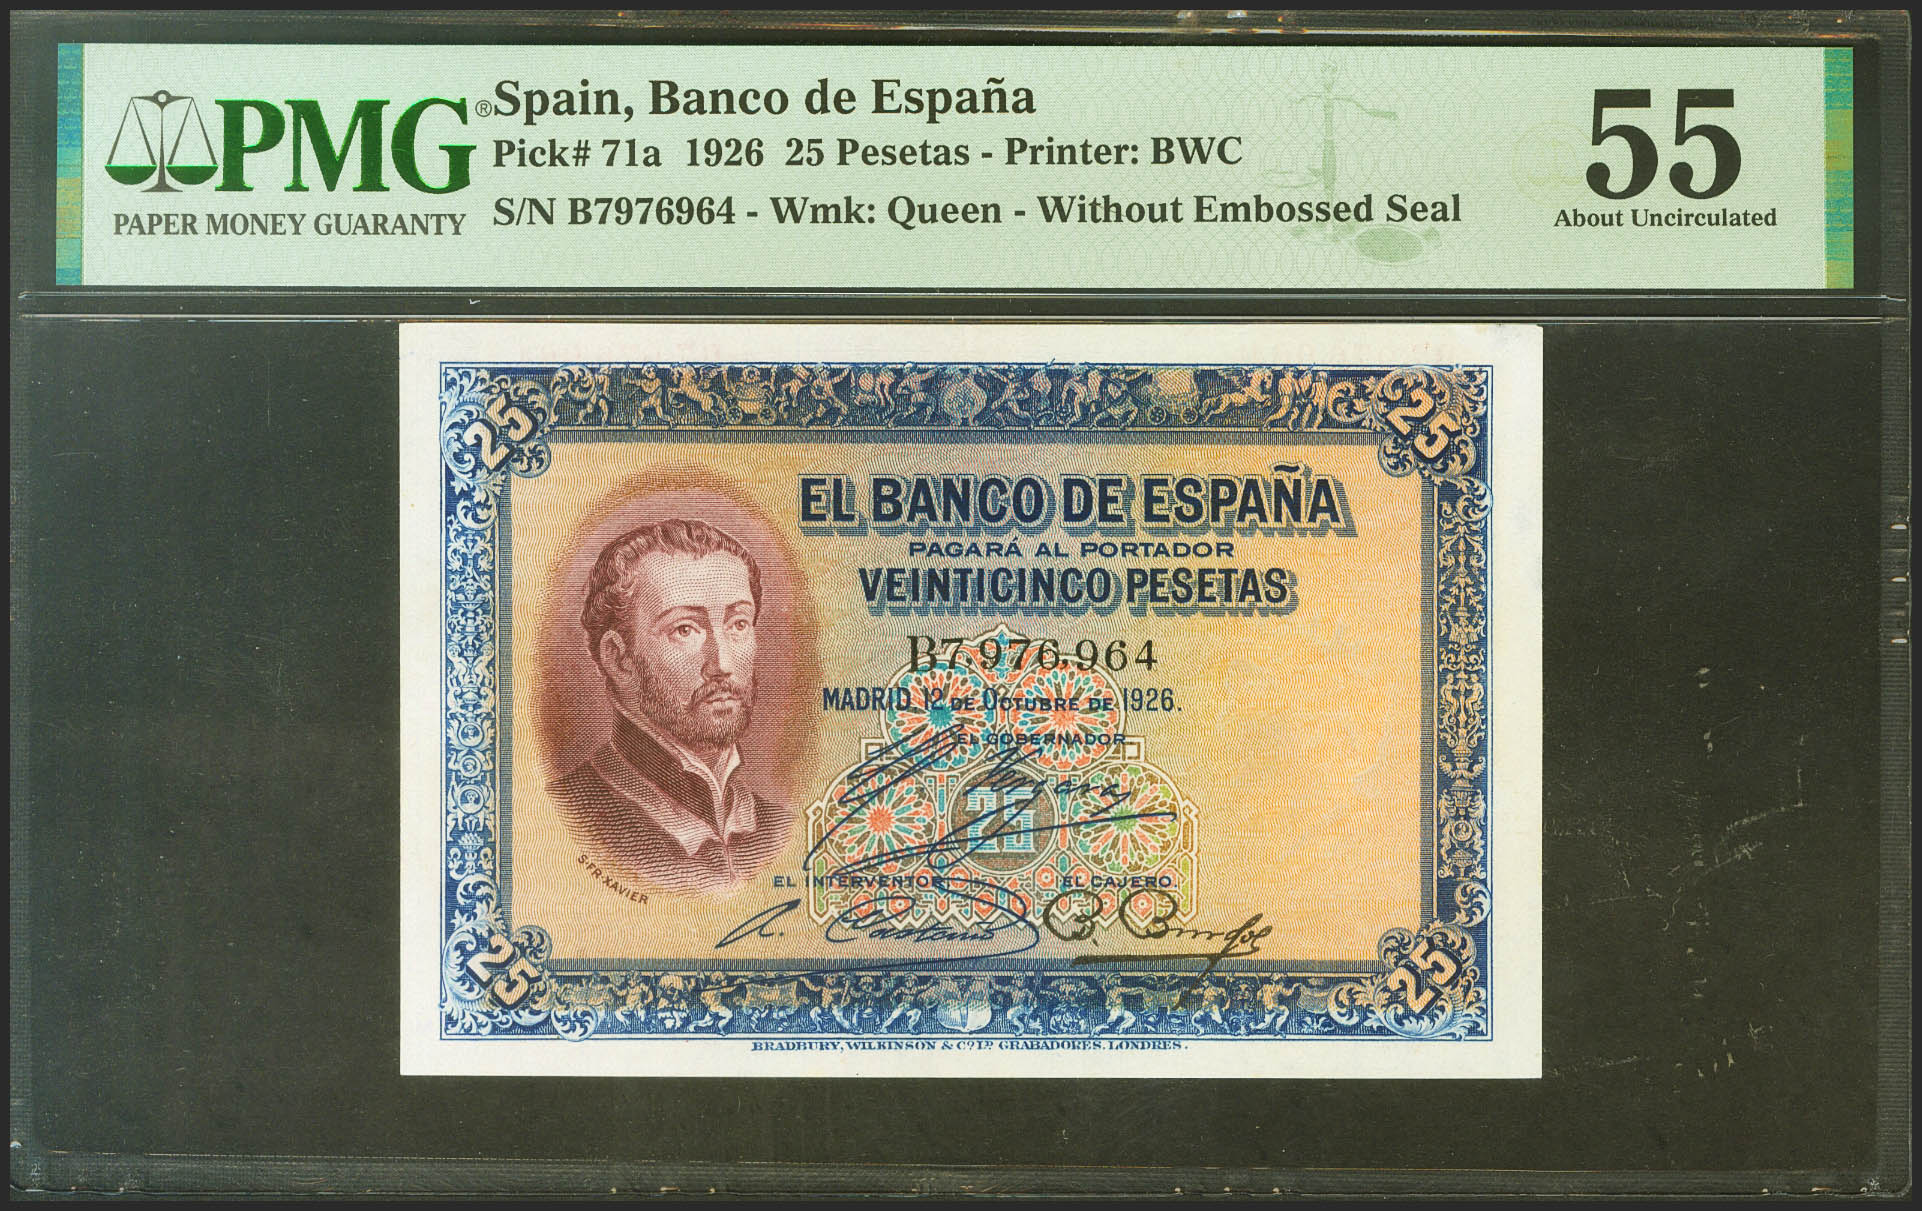 PMG®
PAPER MONEY GUARANTY
Spain, Banco de España
Pick# 71a 1926 25 Pesetas - Printer: BWC
S/N B7976964 - Wmk: Queen - Without Embossed Seal
55
About Uncirculated
25
25
EL BANCO DE ESPAÑA
PAGARÁ AL PORTADOR
VEINTICINCO PESETAS
B7,976,964
MADRID 12 DE OCTUBRE DE 1926.
EL GOBERNADOR
25
S. FR. XAVIER
EL INTERVENTOR,
EL CAJERO.
25
25
BRADBURY, WILKINSON & Cº Lᴅ GRABADORES. LONDRES.